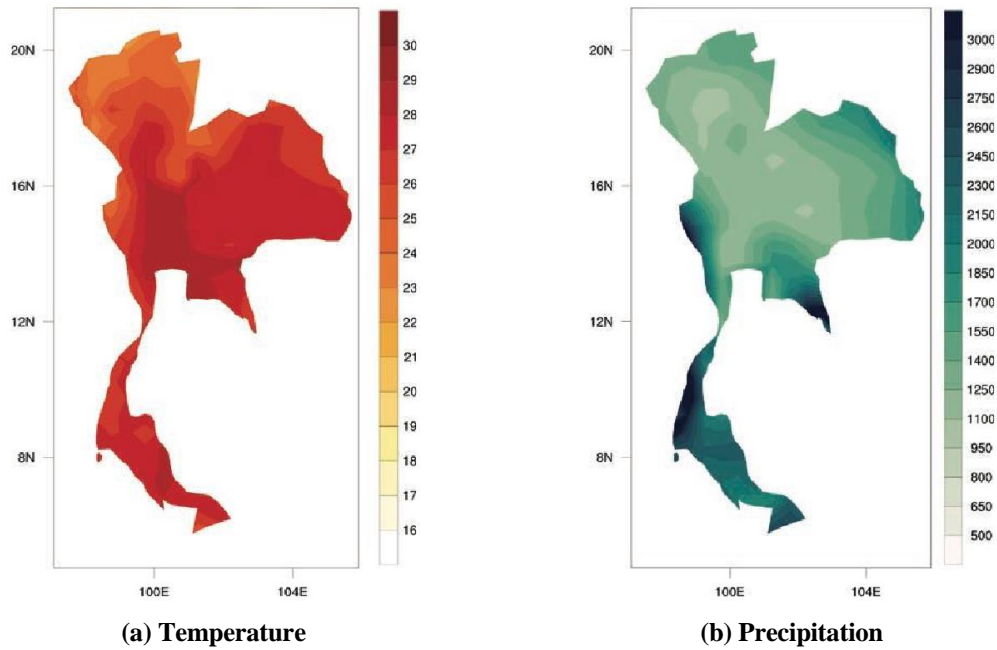 20N
16N
12N
8N
100E
104E
30
29
28
27
26
25
24
23
22
21
20
19
18
17
16
(a) Temperature
20N
16N
12N
8N
100E
104E
3000
2900
2700
2450
2300
2150
2000
1850
1700
1550
1400
1250
1100
950
800
650
500
(b) Precipitation